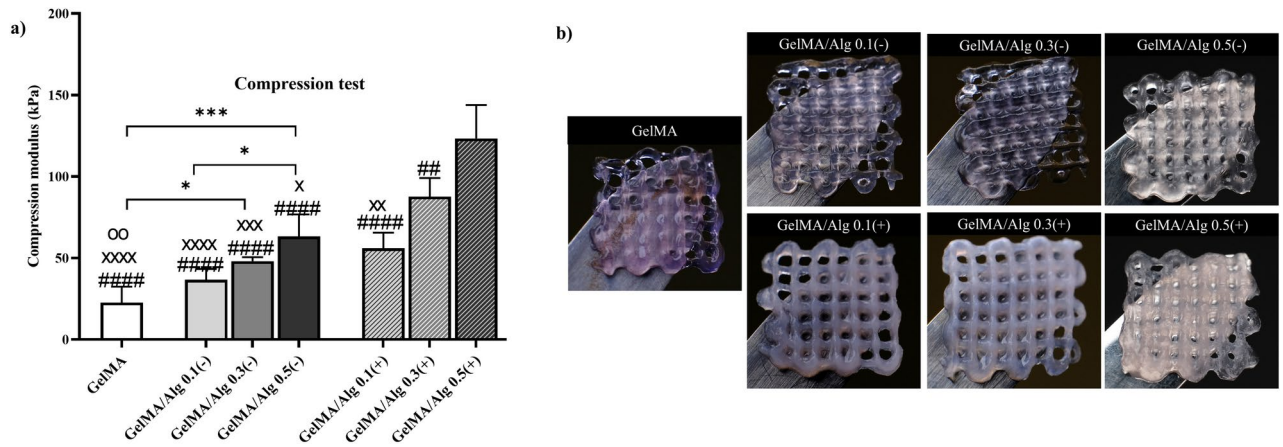 a)
200
150
100
50
0
Compression modulus (kPa)
Compression test
***
*
*
OO
XXXX
####
XXXX
####
XXX
####
X
####
XX
####
##
GelMA
GelMA/Alg 0.1(-)
GelMA/Alg 0.3(-)
GelMA/Alg 0.5(-)
GelMA/Alg 0.1(+)
GelMA/Alg 0.3(+)
GelMA/Alg 0.5(+)
b)
GelMA
GelMA/Alg 0.1(-)
GelMA/Alg 0.3(-)
GelMA/Alg 0.5(-)
GelMA/Alg 0.1(+)
GelMA/Alg 0.3(+)
GelMA/Alg 0.5(+)